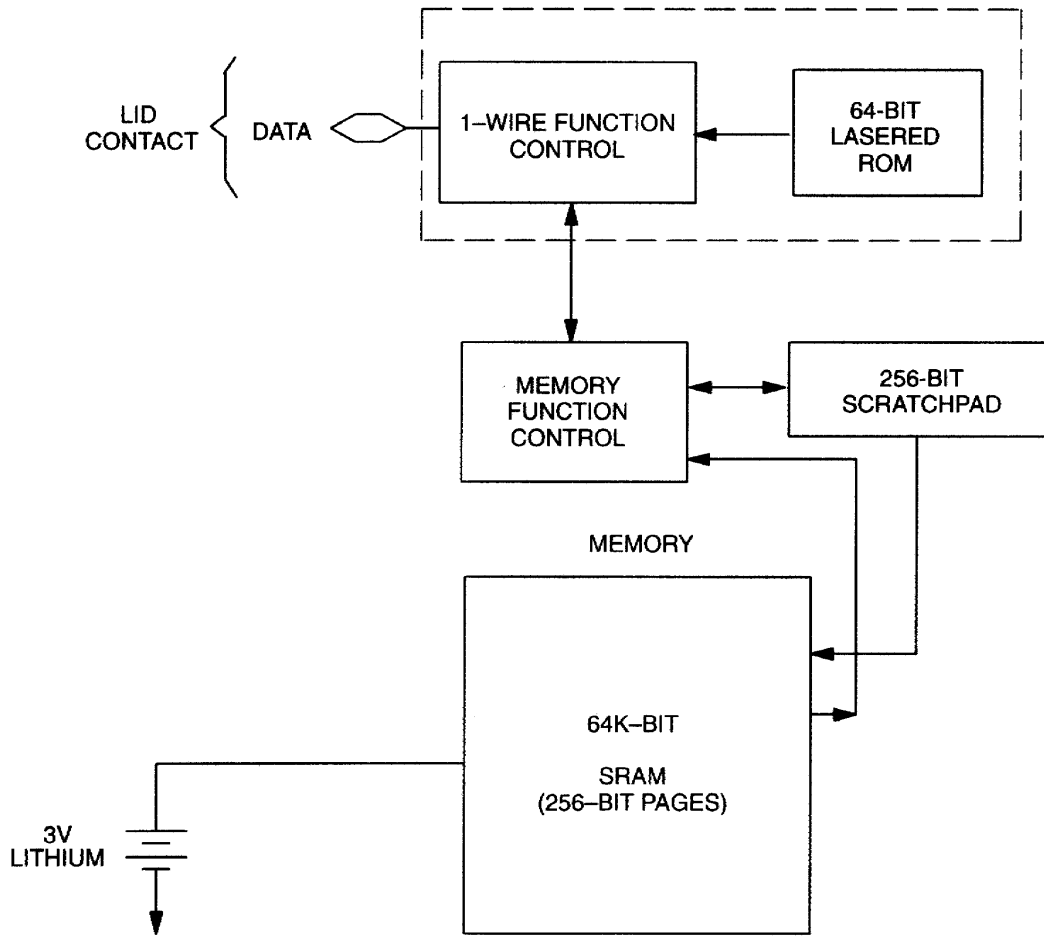 LID
CONTACT
DATA
1–WIRE FUNCTION
CONTROL
64-BIT
LASERED
ROM
MEMORY
FUNCTION
CONTROL
256-BIT
SCRATCHPAD
MEMORY
64K–BIT
SRAM
(256–BIT PAGES)
3V
LITHIUM